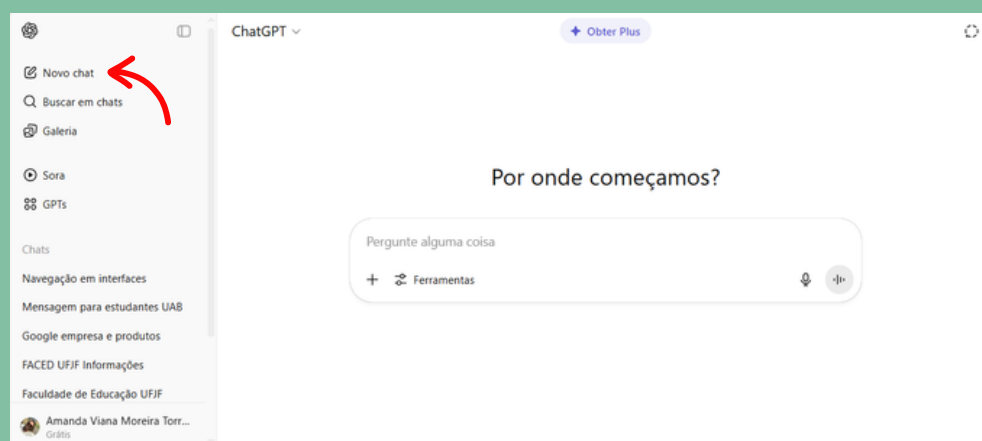 ChatGPT
Obter Plus
Novo chat
Buscar em chats
Galeria
Sora
GPTs
Chats
Navegação em interfaces
Mensagem para estudantes UAB
Google empresa e produtos
FACED UFJF Informações
Faculdade de Educação UFJF
Amanda Viana Moreira Torr...
Grátis
Por onde começamos?
Pergunte alguma coisa
Ferramentas